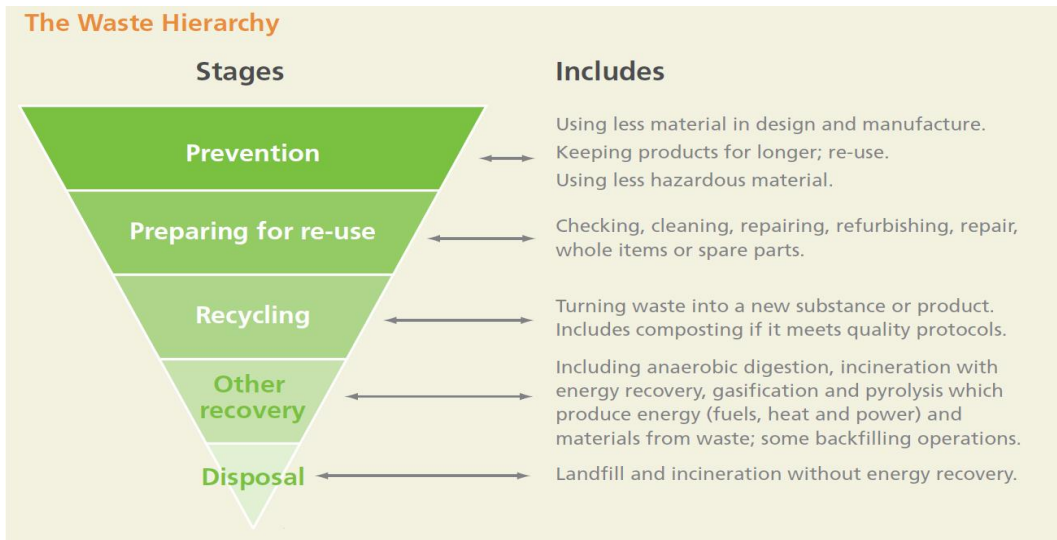 The Waste Hierarchy
Stages
Includes
Prevention
Using less material in design and manufacture.
Keeping products for longer; re-use.
Using less hazardous material.
Preparing for re-use
Checking, cleaning, repairing, refurbishing, repair,
whole items or spare parts.
Recycling
Turning waste into a new substance or product.
Includes composting if it meets quality protocols.
Other
recovery
Including anaerobic digestion, incineration with
energy recovery, gasification and pyrolysis which
produce energy (fuels, heat and power) and
materials from waste; some backfilling operations.
Disposal
Landfill and incineration without energy recovery.